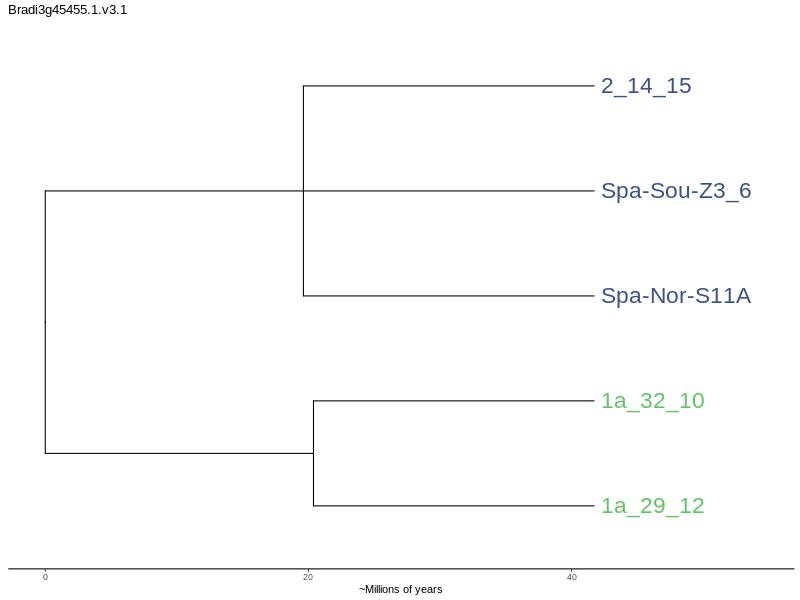 Bradi3g45455.1.v3.1
2_14_15
Spa-Sou-Z3_6
Spa-Nor-S11A
1a_32_10
1a_29_12
0 20 40
~Millions of years